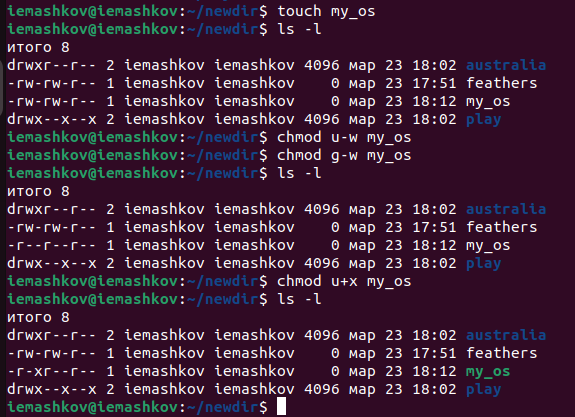 iemashkov@iemashkov:~/newdir$ touch my_os
iemashkov@iemashkov:~/newdir$ ls -l
итого 8
drwxr--r-- 2 iemashkov iemashkov 4096 мар 23 18:02 australia
-rw-rw-r-- 1 iemashkov iemashkov    0 мар 23 17:51 feathers
-rw-rw-r-- 1 iemashkov iemashkov    0 мар 23 18:12 my_os
drwx--x--x 2 iemashkov iemashkov 4096 мар 23 18:02 play
iemashkov@iemashkov:~/newdir$ chmod u-w my_os
iemashkov@iemashkov:~/newdir$ chmod g-w my_os
iemashkov@iemashkov:~/newdir$ ls -l
итого 8
drwxr--r-- 2 iemashkov iemashkov 4096 мар 23 18:02 australia
-rw-rw-r-- 1 iemashkov iemashkov    0 мар 23 17:51 feathers
-r--r--r-- 1 iemashkov iemashkov    0 мар 23 18:12 my_os
drwx--x--x 2 iemashkov iemashkov 4096 мар 23 18:02 play
iemashkov@iemashkov:~/newdir$ chmod u+x my_os
iemashkov@iemashkov:~/newdir$ ls -l
итого 8
drwxr--r-- 2 iemashkov iemashkov 4096 мар 23 18:02 australia
-rw-rw-r-- 1 iemashkov iemashkov    0 мар 23 17:51 feathers
-r-xr--r-- 1 iemashkov iemashkov    0 мар 23 18:12 my_os
drwx--x--x 2 iemashkov iemashkov 4096 мар 23 18:02 play
iemashkov@iemashkov:~/newdir$